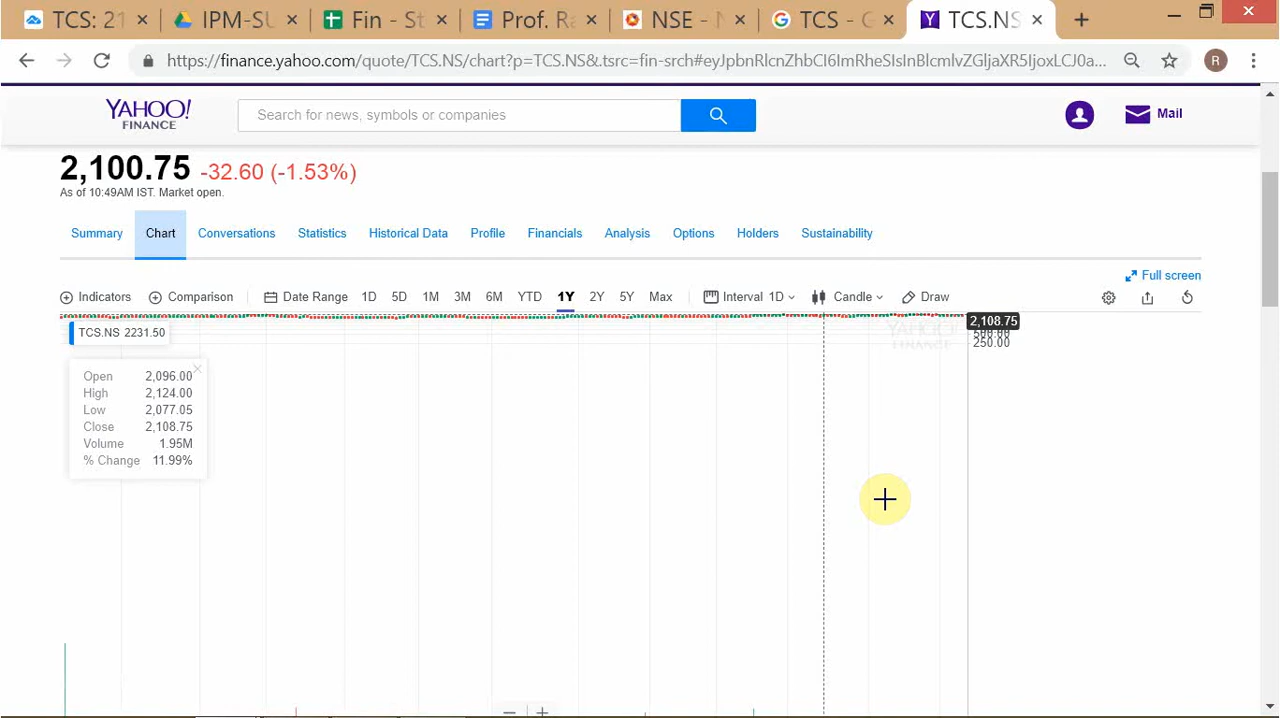 TCS: 21 IPM-SU Fin - St Prof. Ra NSE - N TCS - G TCS.NS
https://finance.yahoo.com/quote/TCS.NS/chart?p=TCS.NS&.tsrc=fin-srch#eyJpbnRlcnZhbCI6ImRheSIsInBlcmlvZGljaXR5IjoxLCJ0a... R
YAHOO!
FINANCE
Search for news, symbols or companies
Mail
2,100.75 -32.60 (-1.53%)
As of 10:49AM IST. Market open.
Summary Chart Conversations Statistics Historical Data Profile Financials Analysis Options Holders Sustainability
Full screen
Indicators Comparison Date Range 1D 5D 1M 3M 6M YTD 1Y 2Y 5Y Max Interval 1D Candle Draw
2,108.75
TCS.NS 2231.50
YAHOO!
FINANCE
500.00
250.00
Open 2,096.00
High 2,124.00
Low 2,077.05
Close 2,108.75
Volume 1.95M
% Change 11.99%